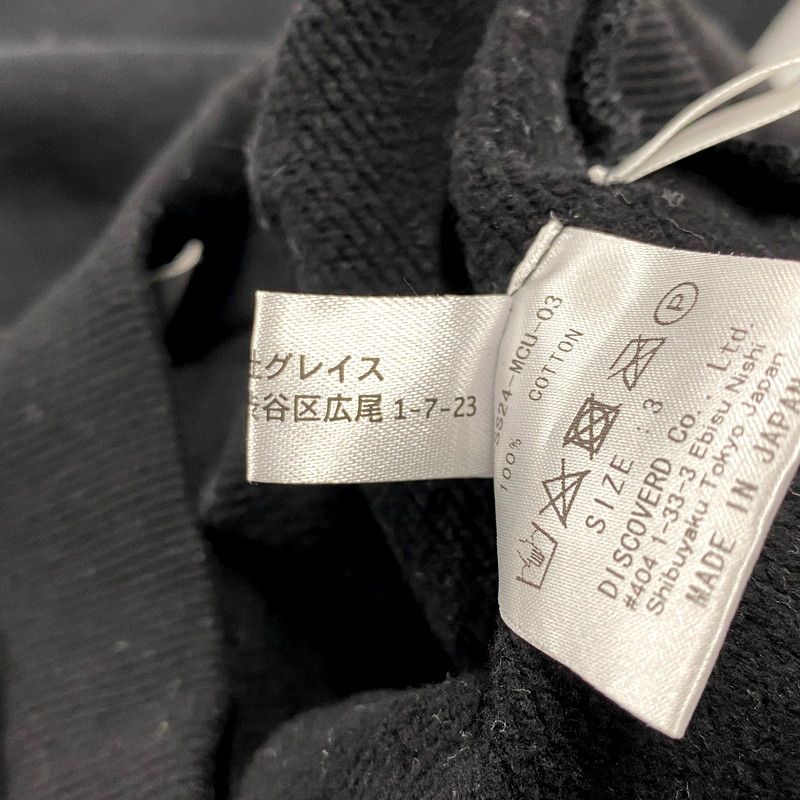 グレイス
谷区広尾 1-7-23
SS24-MCU-03
100% COTTON
P
SIZE :3
DISCOVERD Co., Ltd.
#404 1-33-3 Ebisu Nishi
Shibuyaku Tokyo Japan
MADE IN JAPAN